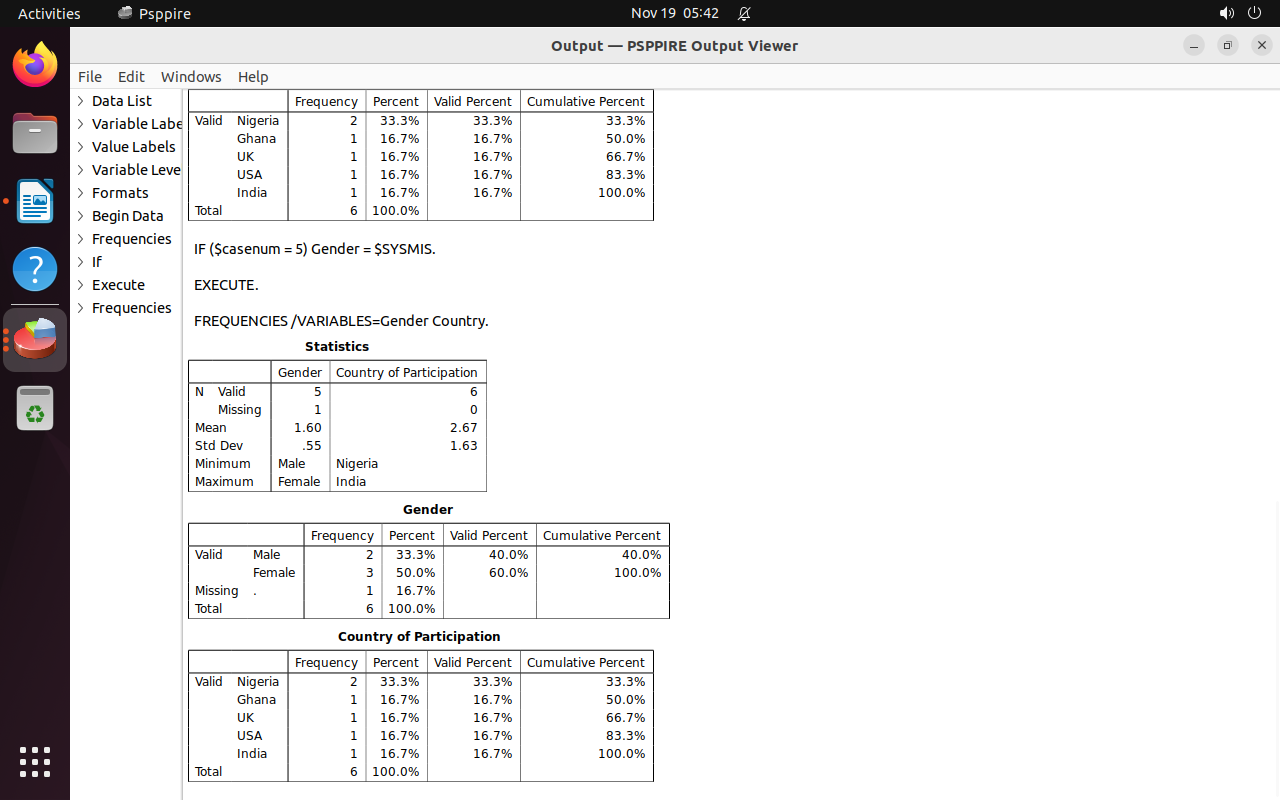 Activities Psppire Nov 19 05:42
Output — PSPPIRE Output Viewer
File Edit Windows Help
Data List
Variable Labe
Value Labels
Variable Leve
Formats
Begin Data
Frequencies
If
Execute
Frequencies
Frequency Percent Valid Percent Cumulative Percent
Valid Nigeria 2 33.3% 33.3% 33.3%
Ghana 1 16.7% 16.7% 50.0%
UK 1 16.7% 16.7% 66.7%
USA 1 16.7% 16.7% 83.3%
India 1 16.7% 16.7% 100.0%
Total 6 100.0%
IF ($casenum = 5) Gender = $SYSMIS.
EXECUTE.
FREQUENCIES /VARIABLES=Gender Country.
Statistics
Gender Country of Participation
N Valid 5 6
Missing 1 0
Mean 1.60 2.67
Std Dev .55 1.63
Minimum Male Nigeria
Maximum Female India
Gender
Frequency Percent Valid Percent Cumulative Percent
Valid Male 2 33.3% 40.0% 40.0%
Female 3 50.0% 60.0% 100.0%
Missing . 1 16.7%
Total 6 100.0%
Country of Participation
Frequency Percent Valid Percent Cumulative Percent
Valid Nigeria 2 33.3% 33.3% 33.3%
Ghana 1 16.7% 16.7% 50.0%
UK 1 16.7% 16.7% 66.7%
USA 1 16.7% 16.7% 83.3%
India 1 16.7% 16.7% 100.0%
Total 6 100.0%